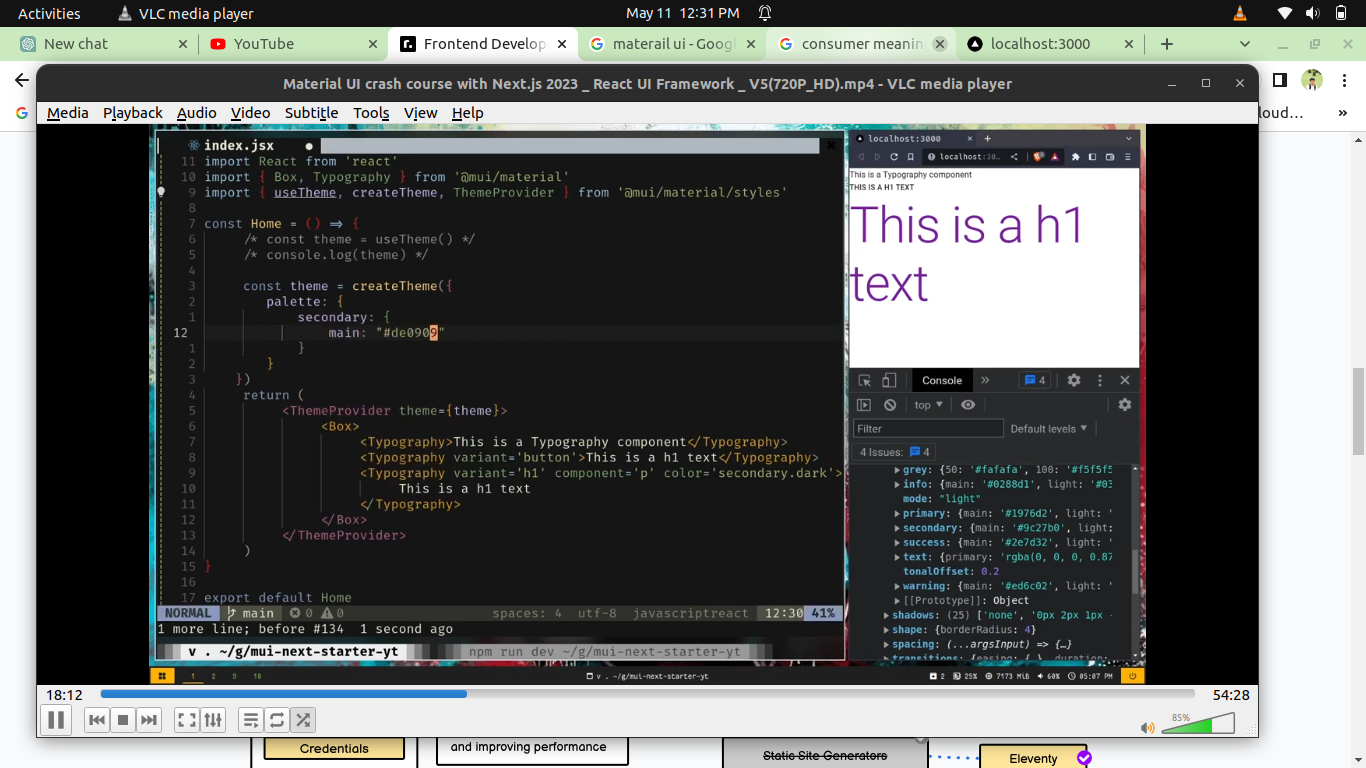 Activities VLC media player May 11 12:31 PM
New chat YouTube Frontend Develop materail ui - Googl consumer meanin localhost:3000
Material UI crash course with Next.js 2023 _ React UI Framework _ V5(720P_HD).mp4 - VLC media player
G loud… »
Media Playback Audio Video Subtitle Tools View Help
index.jsx
11 import React from 'react'
10 import { Box, Typography } from '@mui/material'
9 import { useTheme, createTheme, ThemeProvider } from '@mui/material/styles'
8
7 const Home = () ⇒ {
6 /* const theme = useTheme() */
5 /* console.log(theme) */
4
3 const theme = createTheme({
2 palette: {
1 secondary: {
12 main: "#de0909"
1 }
2 }
3 })
4 return (
5 <ThemeProvider theme={theme}>
6 <Box>
7 <Typography>This is a Typography component</Typography>
8 <Typography variant='button'>This is a h1 text</Typography>
9 <Typography variant='h1' component='p' color='secondary.dark'>
10 This is a h1 text
11 </Typography>
12 </Box>
13 </ThemeProvider>
14 )
15 }
16
17 export default Home
NORMAL main 0 0 spaces: 4 utf-8 javascriptreact 12:30 41%
1 more line; before #134 1 second ago
v . ~/g/mui-next-starter-yt npm run dev ~/g/mui-next-starter-yt
localhost:3000
localhost:30…
This is a Typography component
THIS IS A H1 TEXT
This is a h1
text
Console » 4
top
Filter Default levels
4 Issues: 4
grey: {50: '#fafafa', 100: '#f5f5f5
info: {main: '#0288d1', light: '#03
mode: "light"
primary: {main: '#1976d2', light: '
secondary: {main: '#9c27b0', light:
success: {main: '#2e7d32', light: '
text: {primary: 'rgba(0, 0, 0, 0.87
tonalOffset: 0.2
warning: {main: '#ed6c02', light: '
[[Prototype]]: Object
shadows: (25) ['none', '0px 2px 1px -
shape: {borderRadius: 4}
spacing: (...argsInput) => {…}
transitions: {easing: {…}, duration:
1 2 5 10 v . ~/g/mui-next-starter-yt 2 25% 7173 MiB 60% 05:07 PM
18:12 54:28
85%
Credentials
and improving performance
Static Site Generators
Eleventy